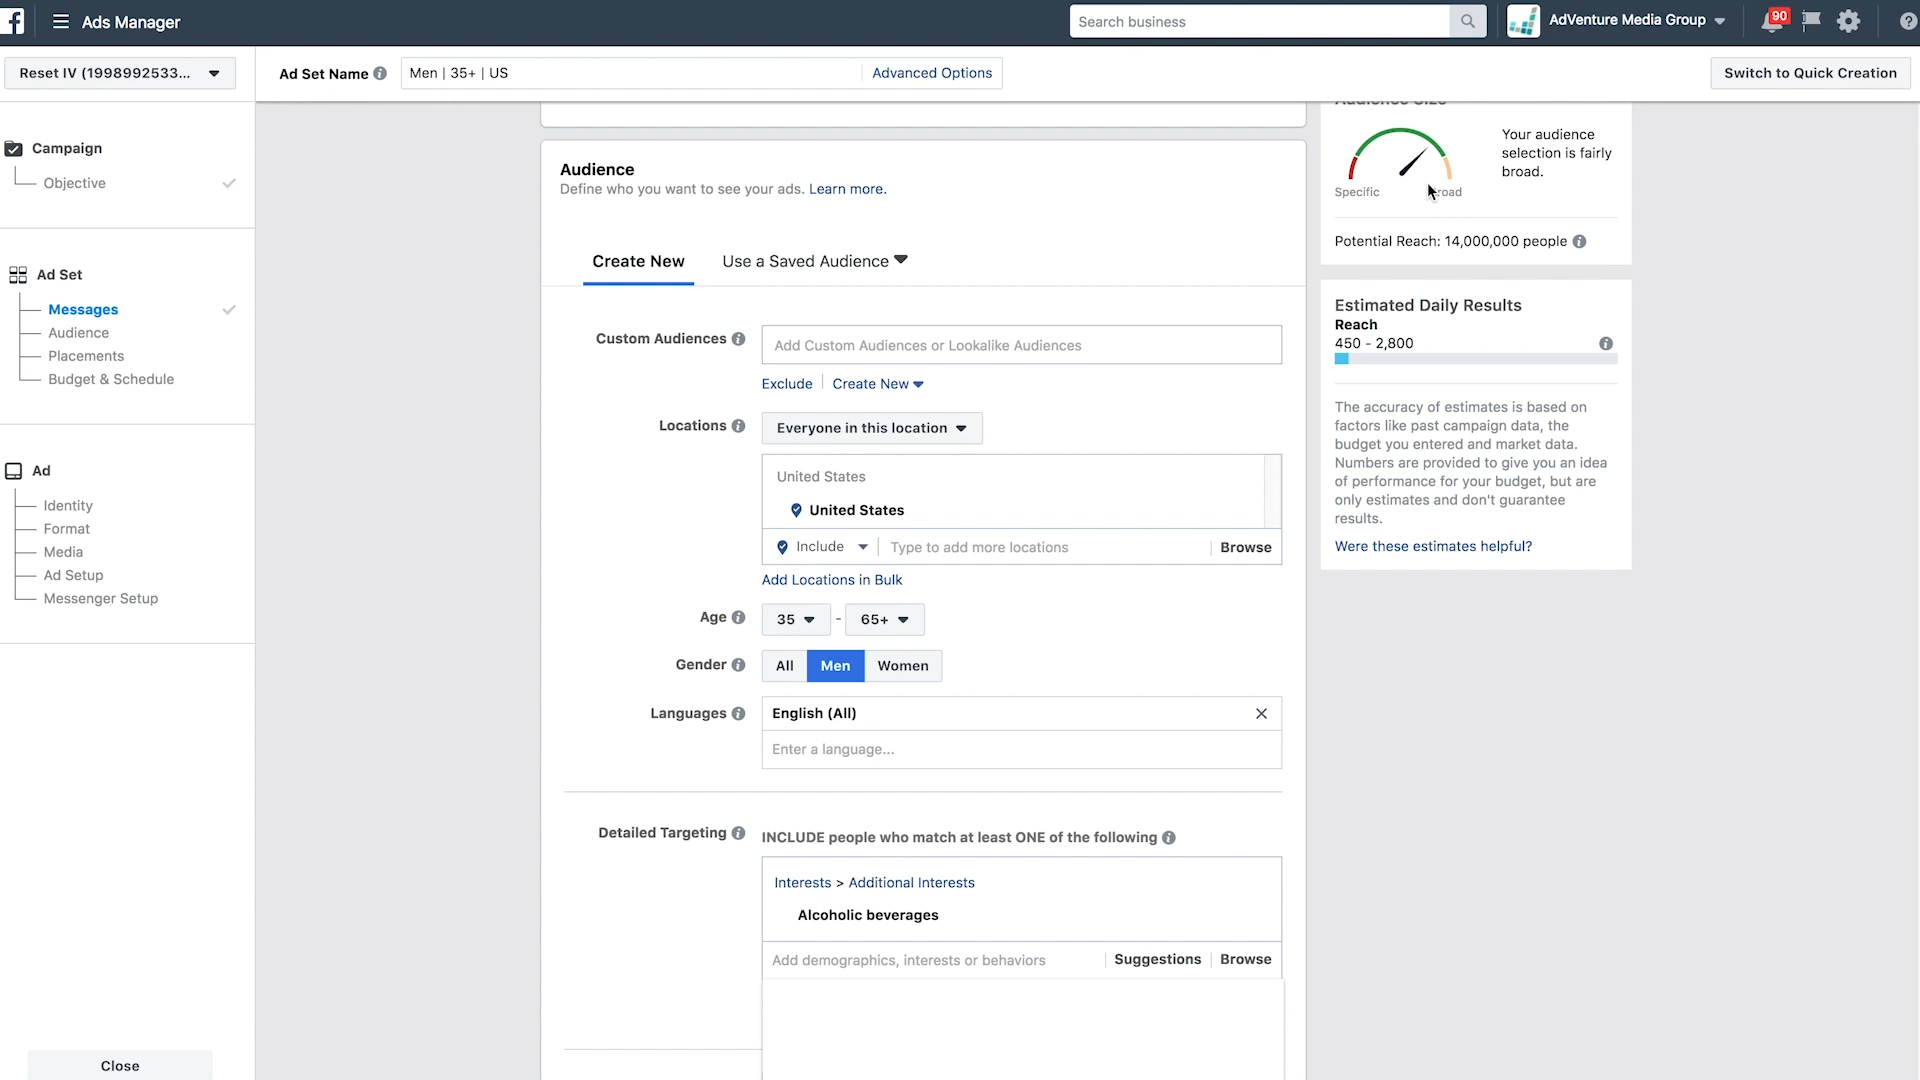 Ads Manager
Search business
AdVenture Media Group
90
Reset IV (1998992533...
Ad Set Name
Men | 35+ | US
Advanced Options
Switch to Quick Creation
Campaign
Objective
Ad Set
Messages
Audience
Placements
Budget & Schedule
Ad
Identity
Format
Media
Ad Setup
Messenger Setup
Close
Audience
Define who you want to see your ads. Learn more.
Create New
Use a Saved Audience
Custom Audiences
Add Custom Audiences or Lookalike Audiences
Exclude
Create New
Locations
Everyone in this location
United States
United States
Include
Type to add more locations
Browse
Add Locations in Bulk
Age
35
-
65+
Gender
All
Men
Women
Languages
English (All)
Enter a language...
Detailed Targeting
INCLUDE people who match at least ONE of the following
Interests > Additional Interests
Alcoholic beverages
Add demographics, interests or behaviors
Suggestions
Browse
Audience Size
Your audience
selection is fairly
broad.
Specific
Potential Reach: 14,000,000 people
Estimated Daily Results
Reach
450 - 2,800
The accuracy of estimates is based on
factors like past campaign data, the
budget you entered and market data.
Numbers are provided to give you an idea
of performance for your budget, but are
only estimates and don't guarantee
results.
Were these estimates helpful?